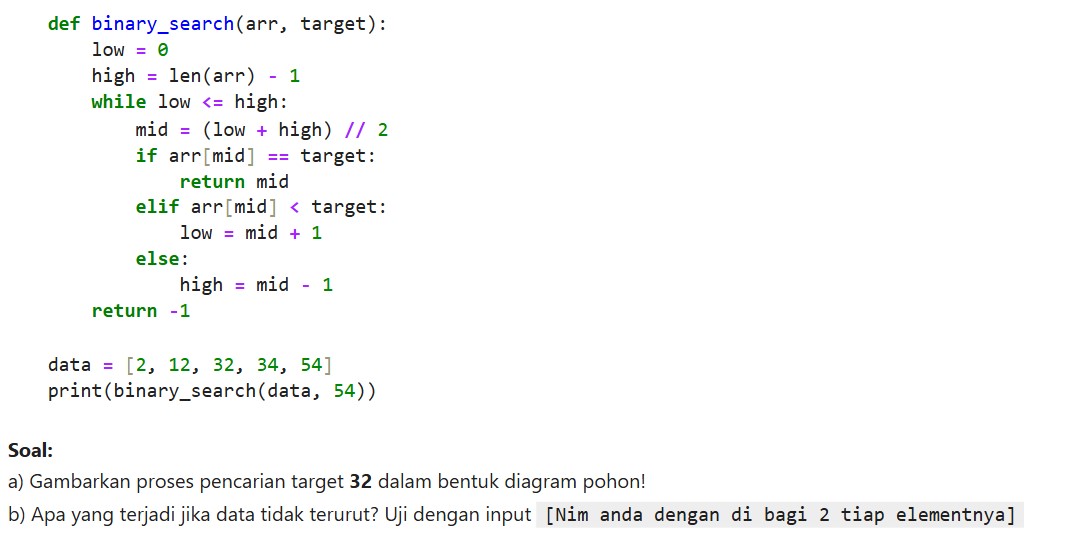 def binary_search(arr, target):
    low = 0
    high = len(arr) - 1
    while low <= high:
        mid = (low + high) // 2
        if arr[mid] == target:
            return mid
        elif arr[mid] < target:
            low = mid + 1
        else:
            high = mid - 1
    return -1

data = [2, 12, 32, 34, 54]
print(binary_search(data, 54))
Soal:
a) Gambarkan proses pencarian target 32 dalam bentuk diagram pohon!
b) Apa yang terjadi jika data tidak terurut? Uji dengan input [Nim anda dengan di bagi 2 tiap elementnya]